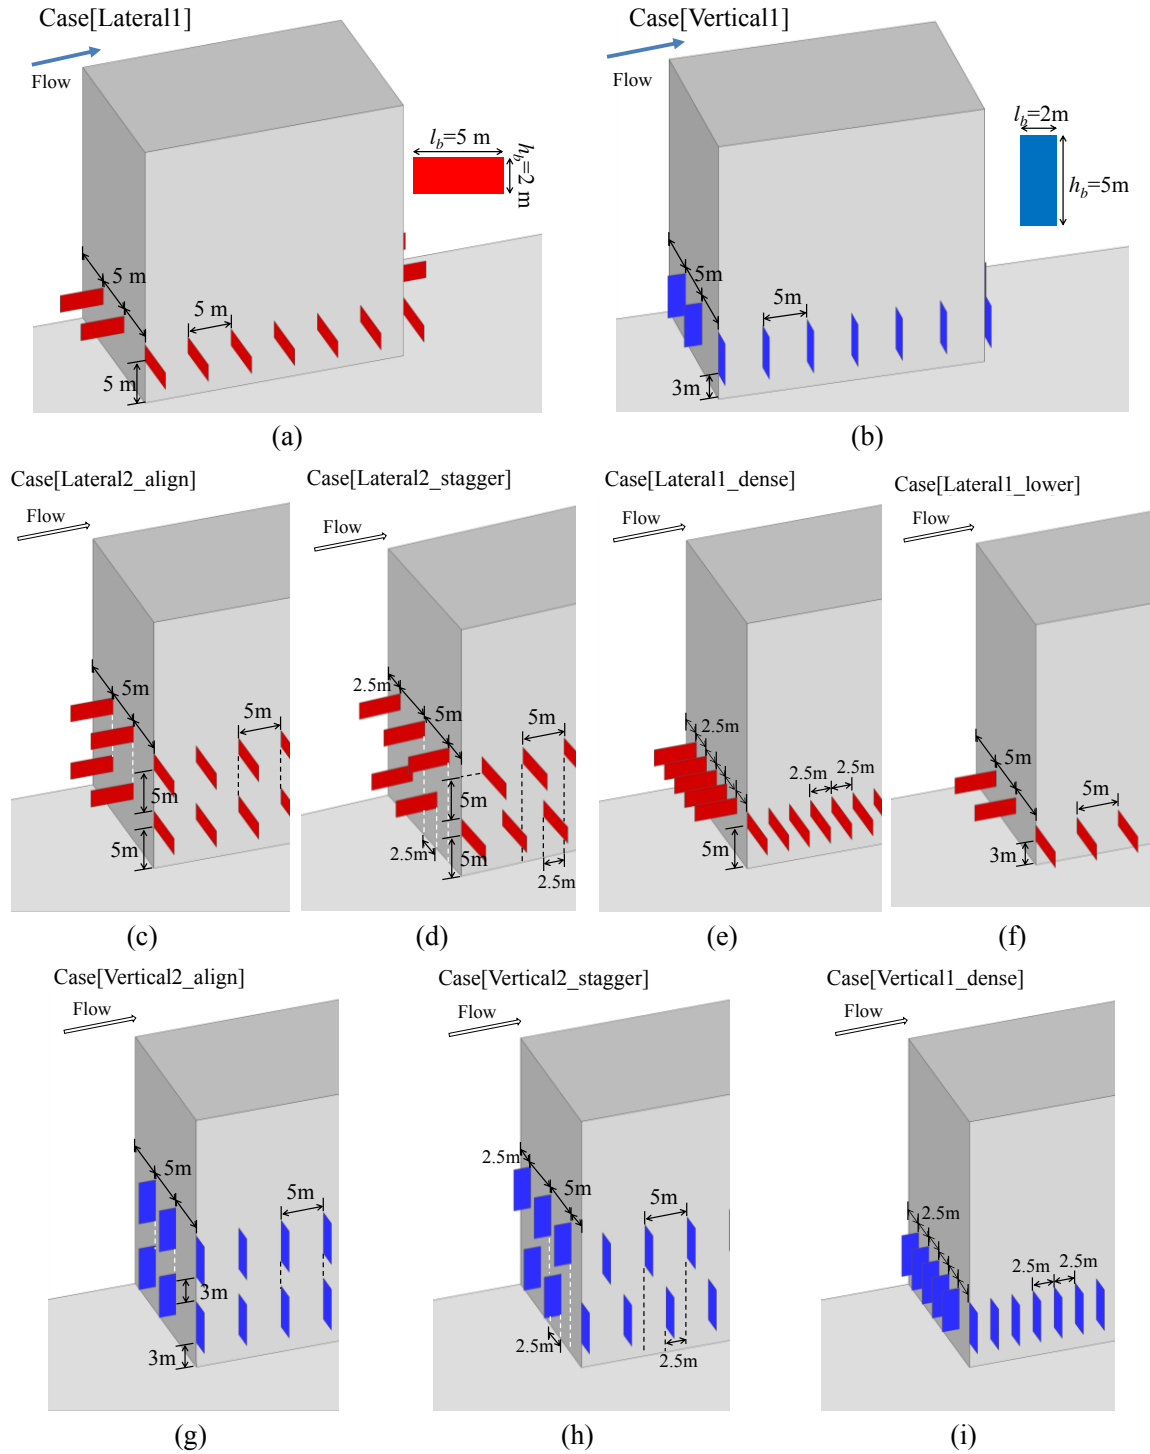 Case[Lateral1]
Flow
l_b=5 m
h_b=2 m
5 m
5 m
5 m
(a)
Case[Vertical1]
Flow
l_b=2m
h_b=5m
5m
5m
3m
(b)
Case[Lateral2_align]
Flow
5m
5m
5m
5m
(c)
Case[Lateral2_stagger]
Flow
2.5m
5m
5m
5m
5m
2.5m
2.5m
(d)
Case[Lateral1_dense]
Flow
2.5m
2.5m
2.5m
5m
(e)
Case[Lateral1_lower]
Flow
5m
5m
3m
(f)
Case[Vertical2_align]
Flow
5m
5m
3m
3m
(g)
Case[Vertical2_stagger]
Flow
2.5m
5m
5m
2.5m
2.5m
(h)
Case[Vertical1_dense]
Flow
2.5m
2.5m
2.5m
(i)